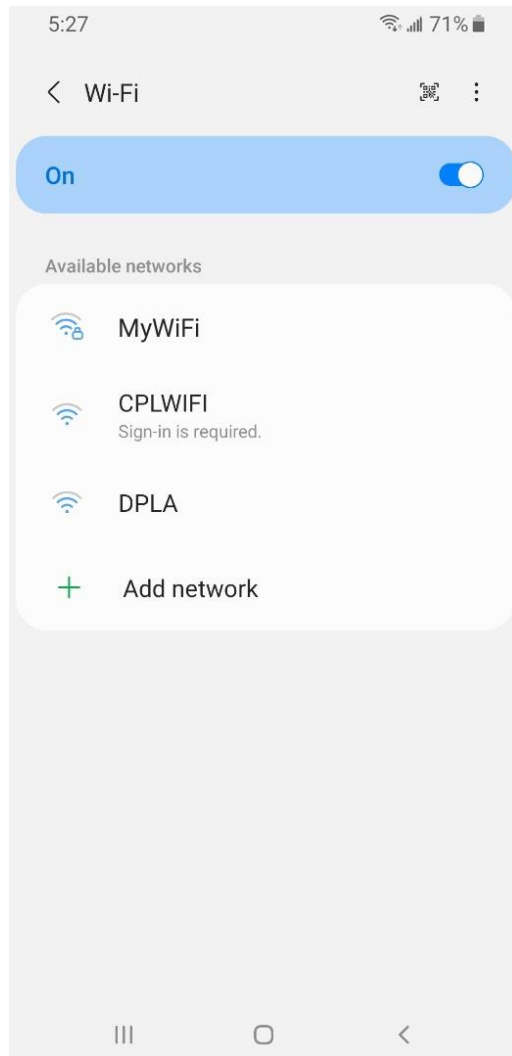 5:27 71%
Wi-Fi
On
Available networks
MyWiFi
CPLWIFI
Sign-in is required.
DPLA
Add network